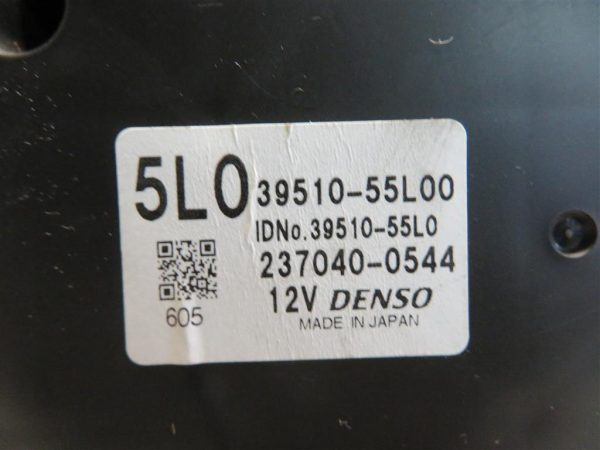 5L0 39510-55L00
IDNo.39510-55L0
237040-0544
12V DENSO
605
MADE IN JAPAN